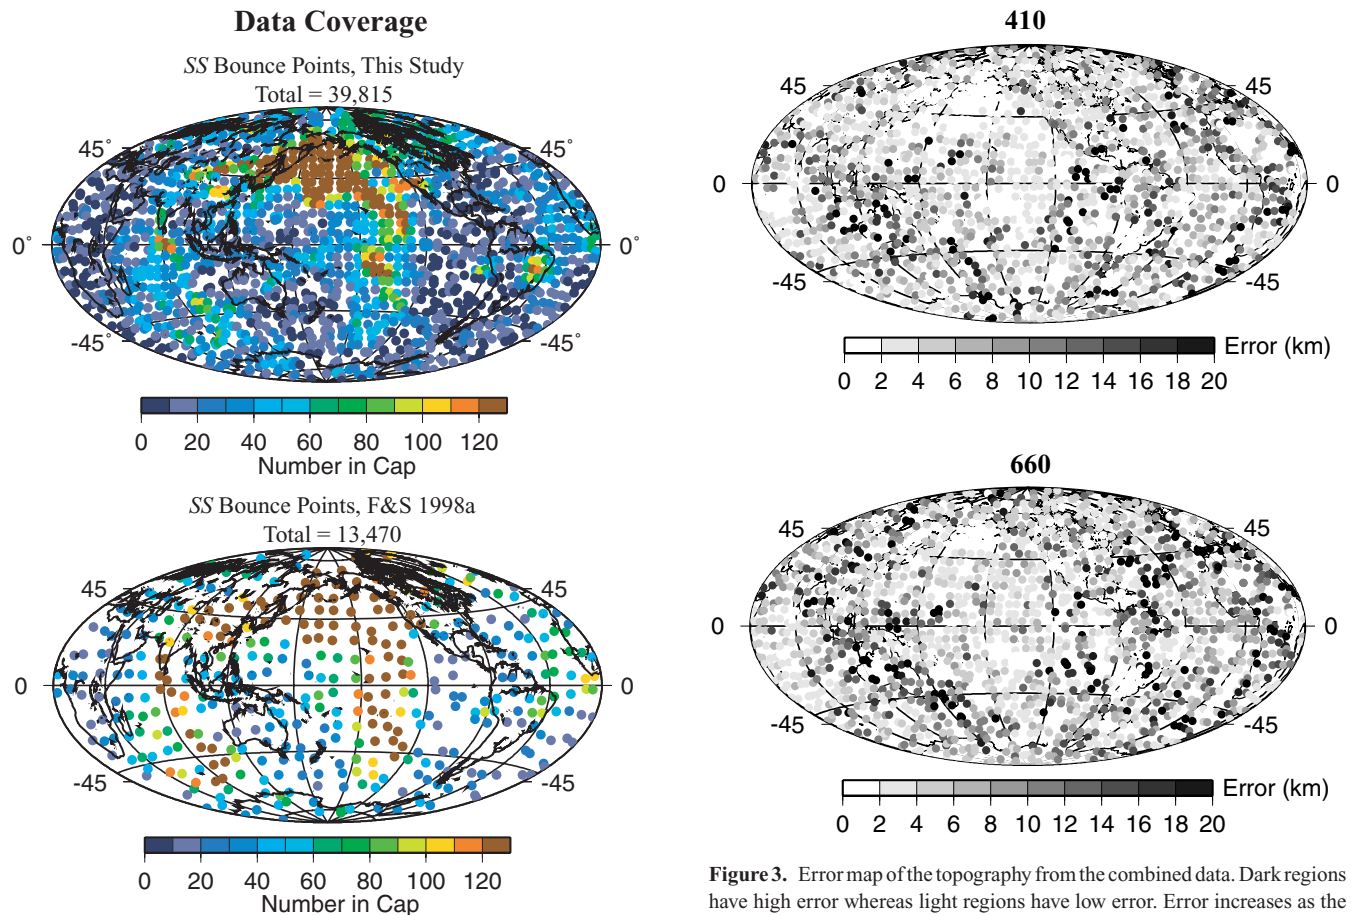 Data Coverage
SS Bounce Points, This Study
Total = 39,815
45° 45°
0° 0°
-45° -45°
0 20 40 60 80 100 120
Number in Cap
SS Bounce Points, F&S 1998a
Total = 13,470
45 45
0 0
-45 -45
0 20 40 60 80 100 120
Number in Cap
410
45 45
0 0
-45 -45
Error (km)
0 2 4 6 8 10 12 14 16 18 20
660
45 45
0 0
-45 -45
Error (km)
0 2 4 6 8 10 12 14 16 18 20
Figure 3. Error map of the topography from the combined data. Dark regions
have high error whereas light regions have low error. Error increases as the